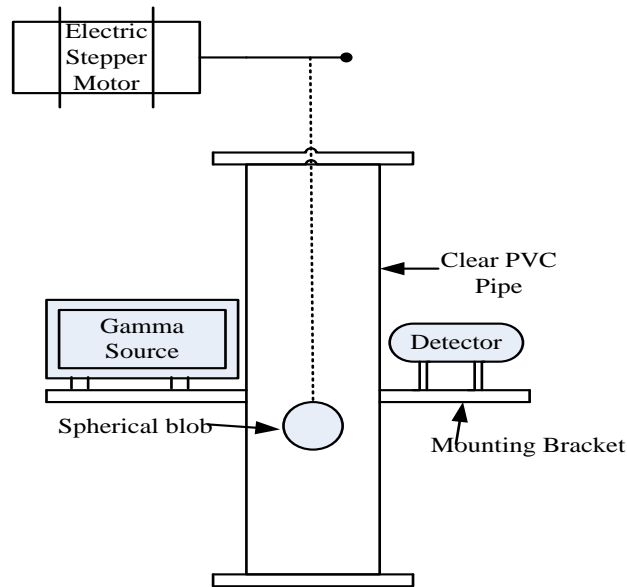 Electric
Stepper
Motor
Clear PVC
Pipe
Gamma
Source
Detector
Spherical blob
Mounting Bracket